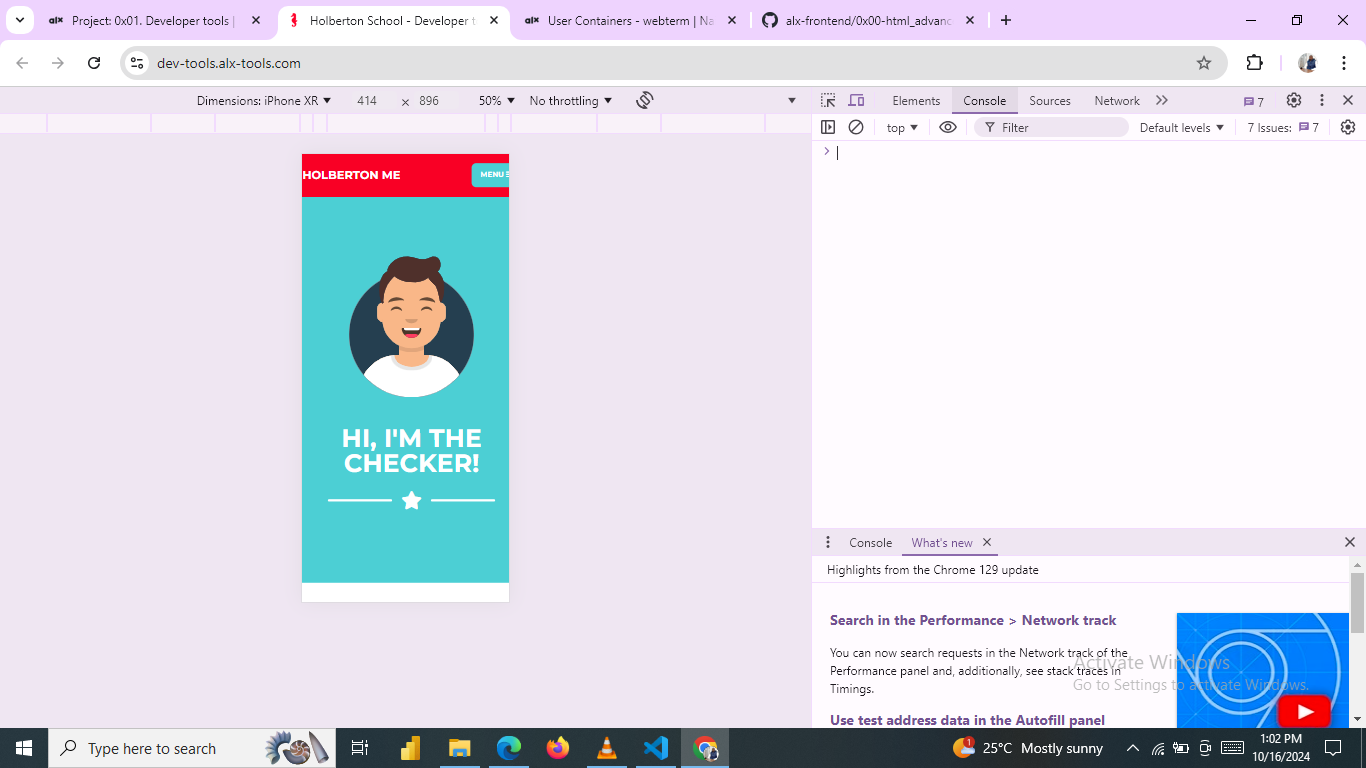 alx Project: 0x01. Developer tools |
Holberton School - Developer t
alx User Containers - webterm | Na
alx-frontend/0x00-html_advanc
dev-tools.alx-tools.com
Dimensions: iPhone XR 414 × 896 50% No throttling
Elements Console Sources Network 7
top Filter Default levels 7 Issues: 7
HOLBERTON ME
MENU
HI, I'M THE
CHECKER!
Console What's new
Highlights from the Chrome 129 update
Search in the Performance > Network track
You can now search requests in the Network track of the
Performance panel and, additionally, see stack traces in
Timings.
Use test address data in the Autofill panel
Activate Windows
Go to Settings to activate Windows.
Type here to search
25°C Mostly sunny
1:02 PM
10/16/2024